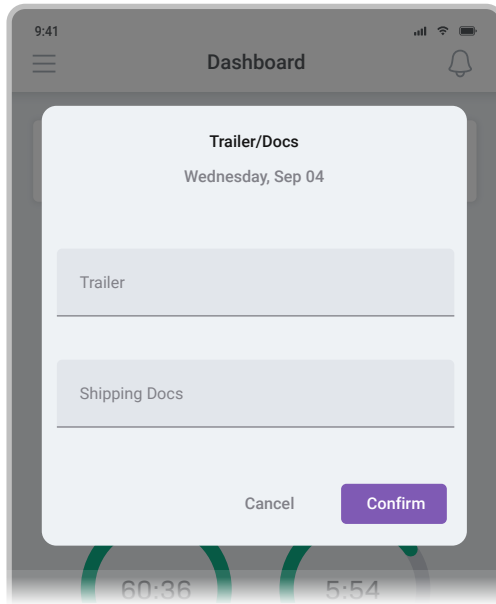 9:41
Dashboard
Trailer/Docs
Wednesday, Sep 04
Trailer
Shipping Docs
Cancel Confirm
60:36 5:54